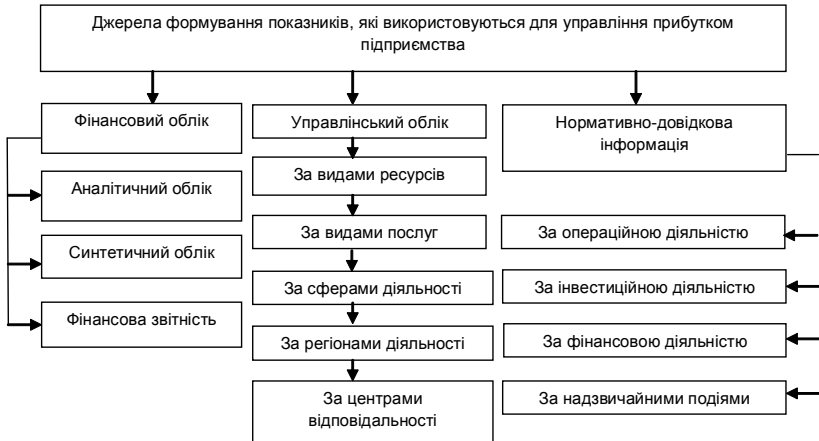 Джерела формування показників, які використовуються для управління прибутком
підприємства
Фінансовий облік
Аналітичний облік
Синтетичний облік
Фінансова звітність
Управлінський облік
За видами ресурсів
За видами послуг
За сферами діяльності
За регіонами діяльності
За центрами
відповідальності
Нормативно-довідкова
інформація
За операційною діяльністю
За інвестиційною діяльністю
За фінансовою діяльністю
За надзвичайними подіями